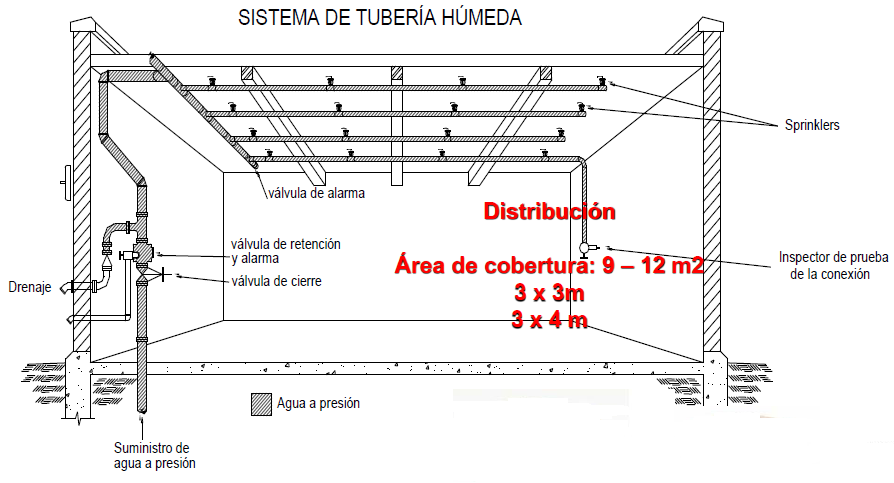 SISTEMA DE TUBERÍA HÚMEDA
Sprinklers
válvula de alarma
Distribución
válvula de retención
y alarma
Área de cobertura: 9 – 12 m2
Inspector de prueba
de la conexión
Drenaje
válvula de cierre
3 x 3m
3 x 4 m
Agua a presión
Suministro de
agua a presión